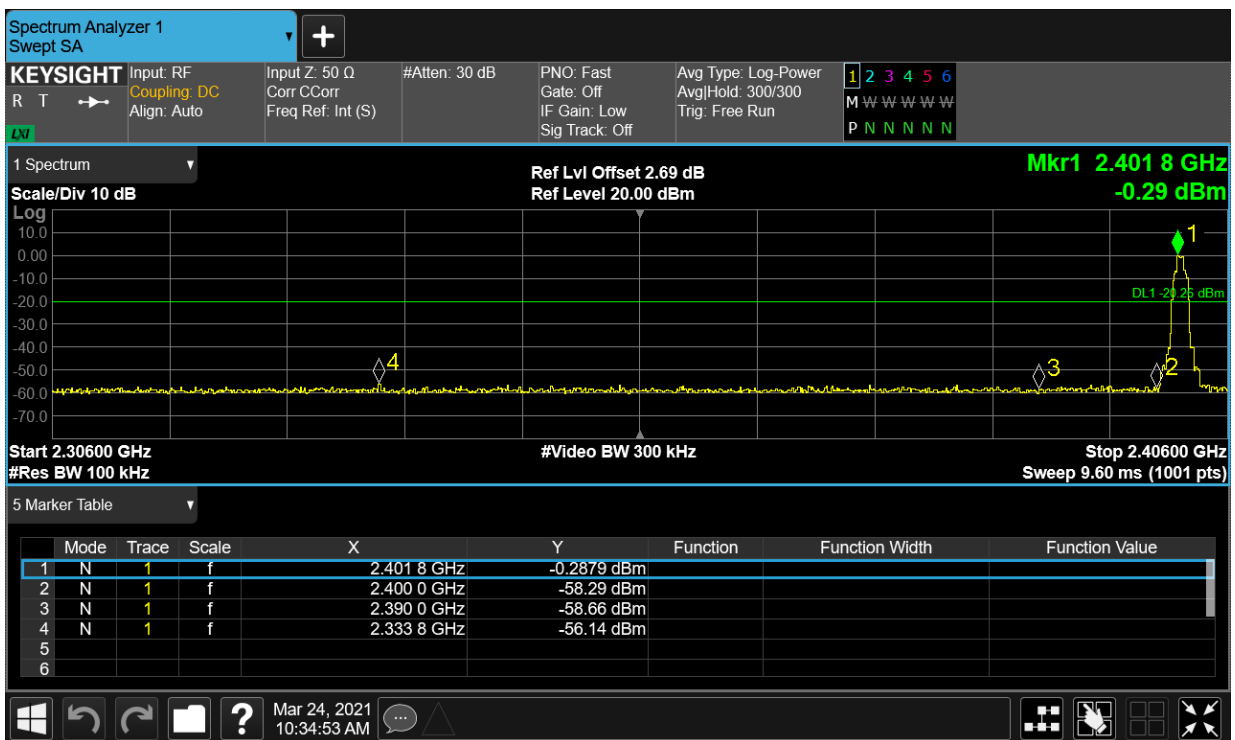 Spectrum Analyzer 1
Swept SA
+
KEYSIGHT
R T
LXI
Input: RF
Coupling: DC
Align: Auto
Input Z: 50 Ω
Corr CCorr
Freq Ref: Int (S)
#Atten: 30 dB
PNO: Fast
Gate: Off
IF Gain: Low
Sig Track: Off
Avg Type: Log-Power
Avg|Hold: 300/300
Trig: Free Run
1 2 3 4 5 6
M W W W W W
P N N N N N
1 Spectrum
Scale/Div 10 dB
Ref Lvl Offset 2.69 dB
Ref Level 20.00 dBm
Mkr1 2.401 8 GHz
-0.29 dBm
Log
10.0
0.00
-10.0
-20.0
-30.0
-40.0
-50.0
-60.0
-70.0
1
DL1 -20.26 dBm
4
3
2
Start 2.30600 GHz
#Video BW 300 kHz
Stop 2.40600 GHz
#Res BW 100 kHz
Sweep 9.60 ms (1001 pts)
5 Marker Table
Mode Trace Scale X Y Function Function Width Function Value
1 N 1 f 2.401 8 GHz -0.2879 dBm
2 N 1 f 2.400 0 GHz -58.29 dBm
3 N 1 f 2.390 0 GHz -58.66 dBm
4 N 1 f 2.333 8 GHz -56.14 dBm
5
6
?
Mar 24, 2021
10:34:53 AM